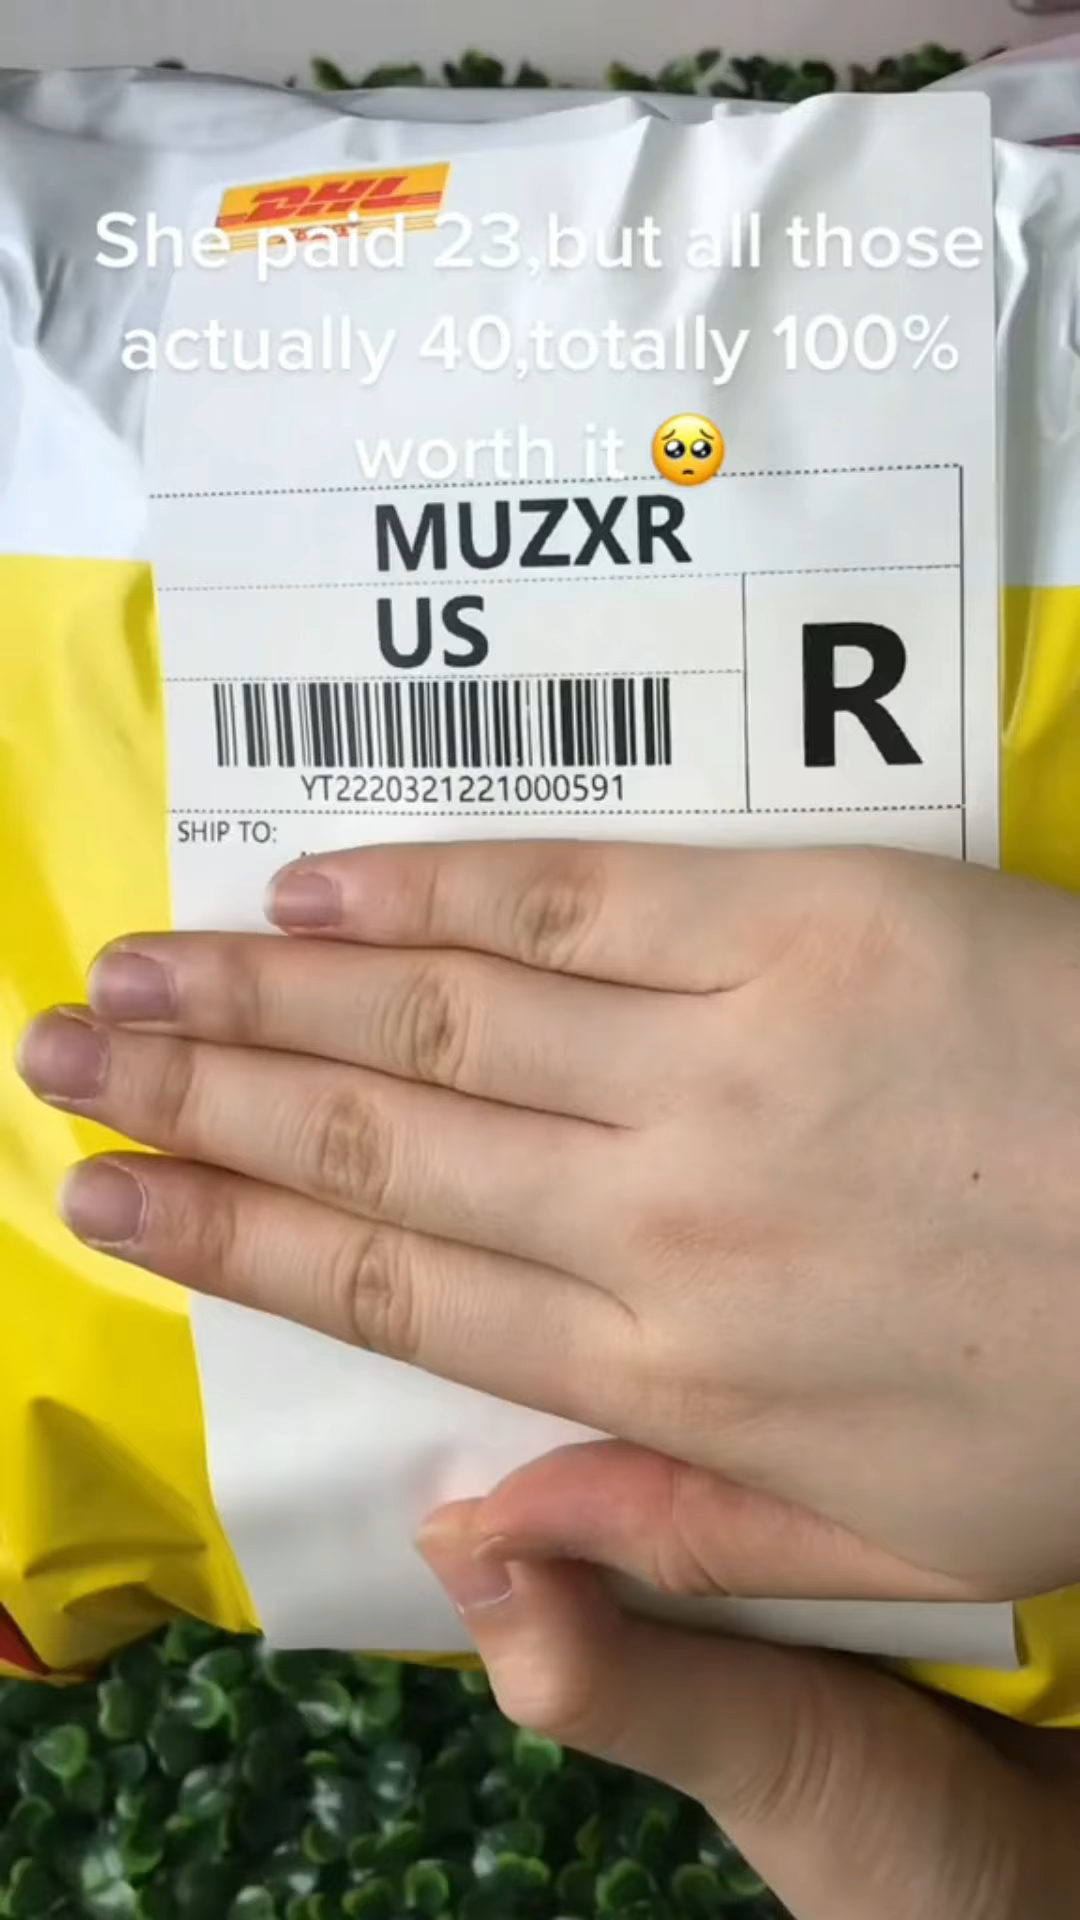 DHL
She paid 23,but all those
actually 40,totally 100%
worth it 🥺
MUZXR
US
R
YT2220321221000591
SHIP TO: